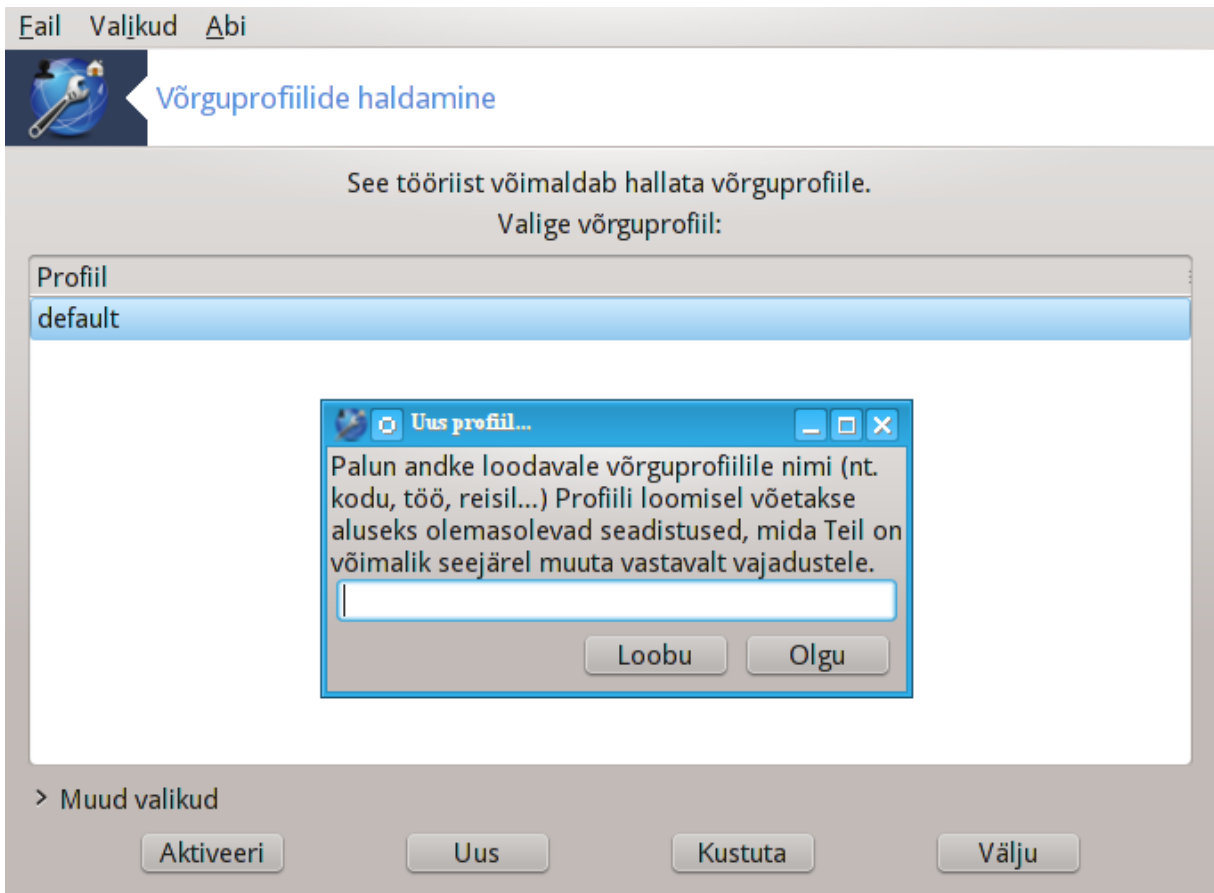 Fail Valikud Abi
Võrguprofiilide haldamine
See tööriist võimaldab hallata võrguprofiile.
Valige võrguprofiil:
Profiil
default
Uus profiil...
Palun andke loodavale võrguprofiilile nimi (nt.
kodu, töö, reisil...) Profiili loomisel võetakse
aluseks olemasolevad seadistused, mida Teil on
võimalik seejärel muuta vastavalt vajadustele.
Loobu Olgu
> Muud valikud
Aktiveeri Uus Kustuta Välju